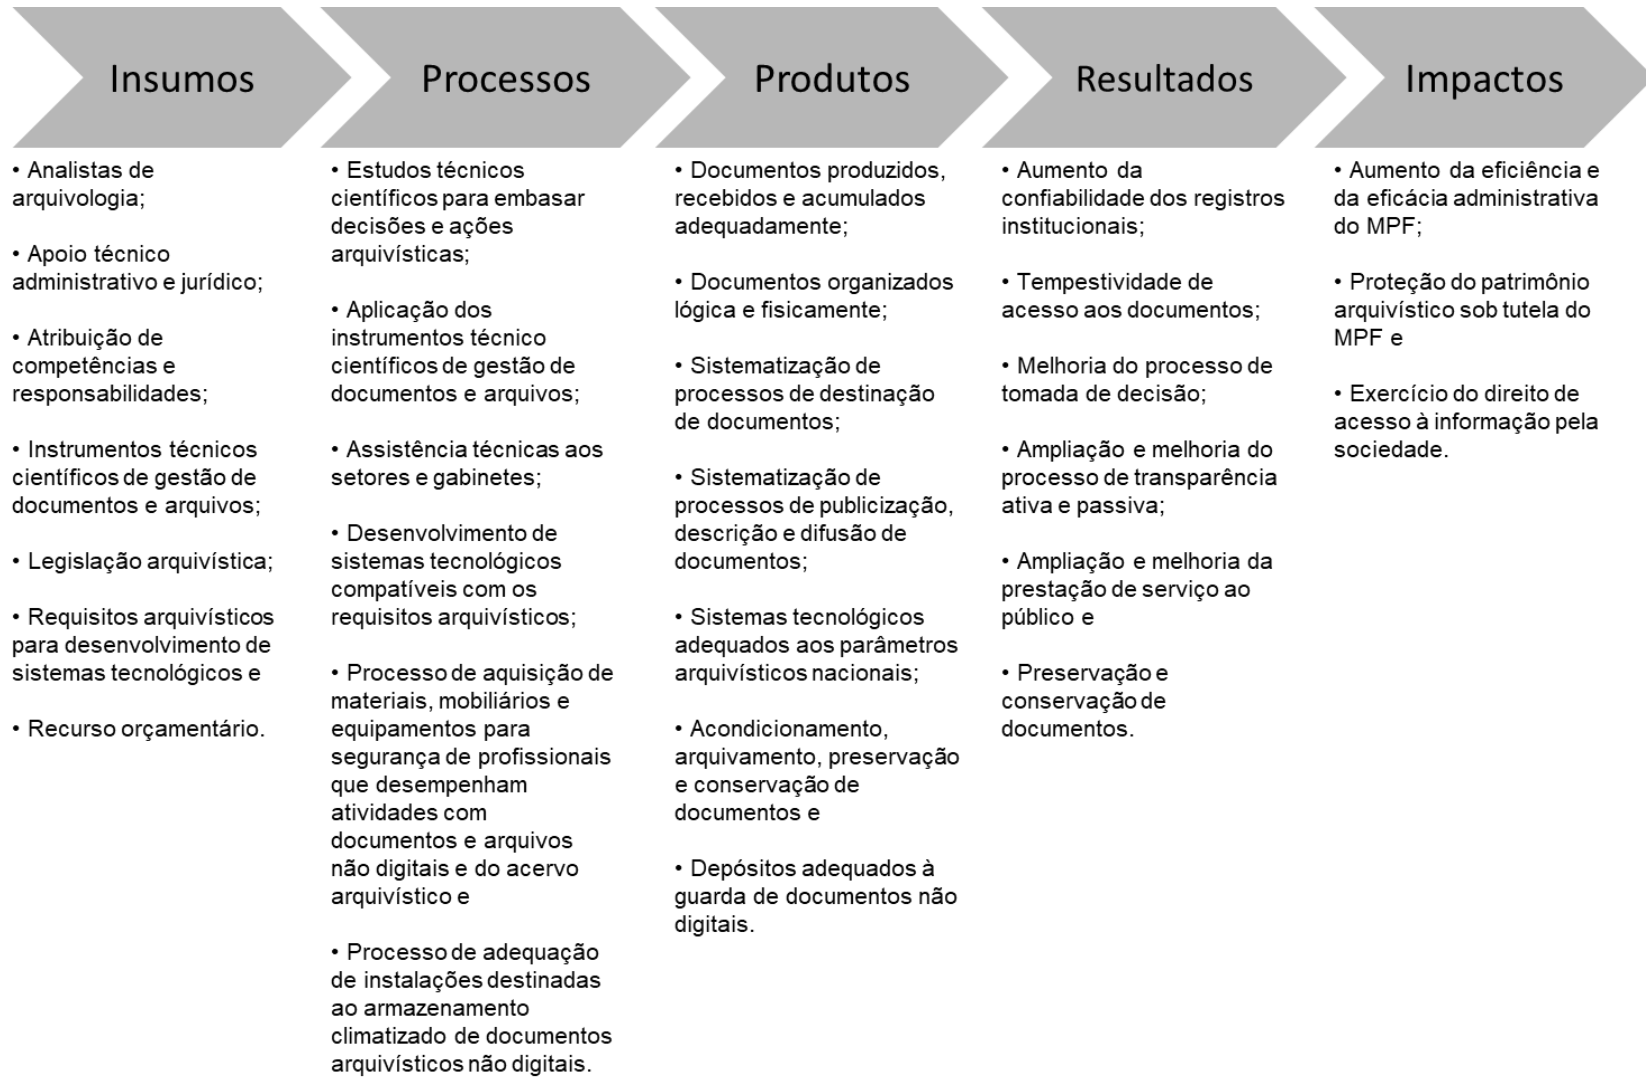 Insumos
• Analistas de
arquivologia;
• Apoio técnico
administrativo e jurídico;
• Atribuição de
competências e
responsabilidades;
• Instrumentos técnicos
científicos de gestão de
documentos e arquivos;
• Legislação arquivística;
• Requisitos arquivísticos
para desenvolvimento de
sistemas tecnológicos e
• Recurso orçamentário.
Processos
• Estudos técnicos
científicos para embasar
decisões e ações
arquivísticas;
• Aplicação dos
instrumentos técnico
científicos de gestão de
documentos e arquivos;
• Assistência técnicas aos
setores e gabinetes;
• Desenvolvimento de
sistemas tecnológicos
compatíveis com os
requisitos arquivísticos;
• Processo de aquisição de
materiais, mobiliários e
equipamentos para
segurança de profissionais
que desempenham
atividades com
documentos e arquivos
não digitais e do acervo
arquivístico e
• Processo de adequação
de instalações destinadas
ao armazenamento
climatizado de documentos
arquivísticos não digitais.
Produtos
• Documentos produzidos,
recebidos e acumulados
adequadamente;
• Documentos organizados
lógica e fisicamente;
• Sistematização de
processos de destinação
de documentos;
• Sistematização de
processos de publicização,
descrição e difusão de
documentos;
• Sistemas tecnológicos
adequados aos parâmetros
arquivísticos nacionais;
• Acondicionamento,
arquivamento, preservação
e conservação de
documentos e
• Depósitos adequados à
guarda de documentos não
digitais.
Resultados
• Aumento da
confiabilidade dos registros
institucionais;
• Tempestividade de
acesso aos documentos;
• Melhoria do processo de
tomada de decisão;
• Ampliação e melhoria do
processo de transparência
ativa e passiva;
• Ampliação e melhoria da
prestação de serviço ao
público e
• Preservação e
conservação de
documentos.
Impactos
• Aumento da eficiência e
da eficácia administrativa
do MPF;
• Proteção do patrimônio
arquivístico sob tutela do
MPF e
• Exercício do direito de
acesso à informação pela
sociedade.